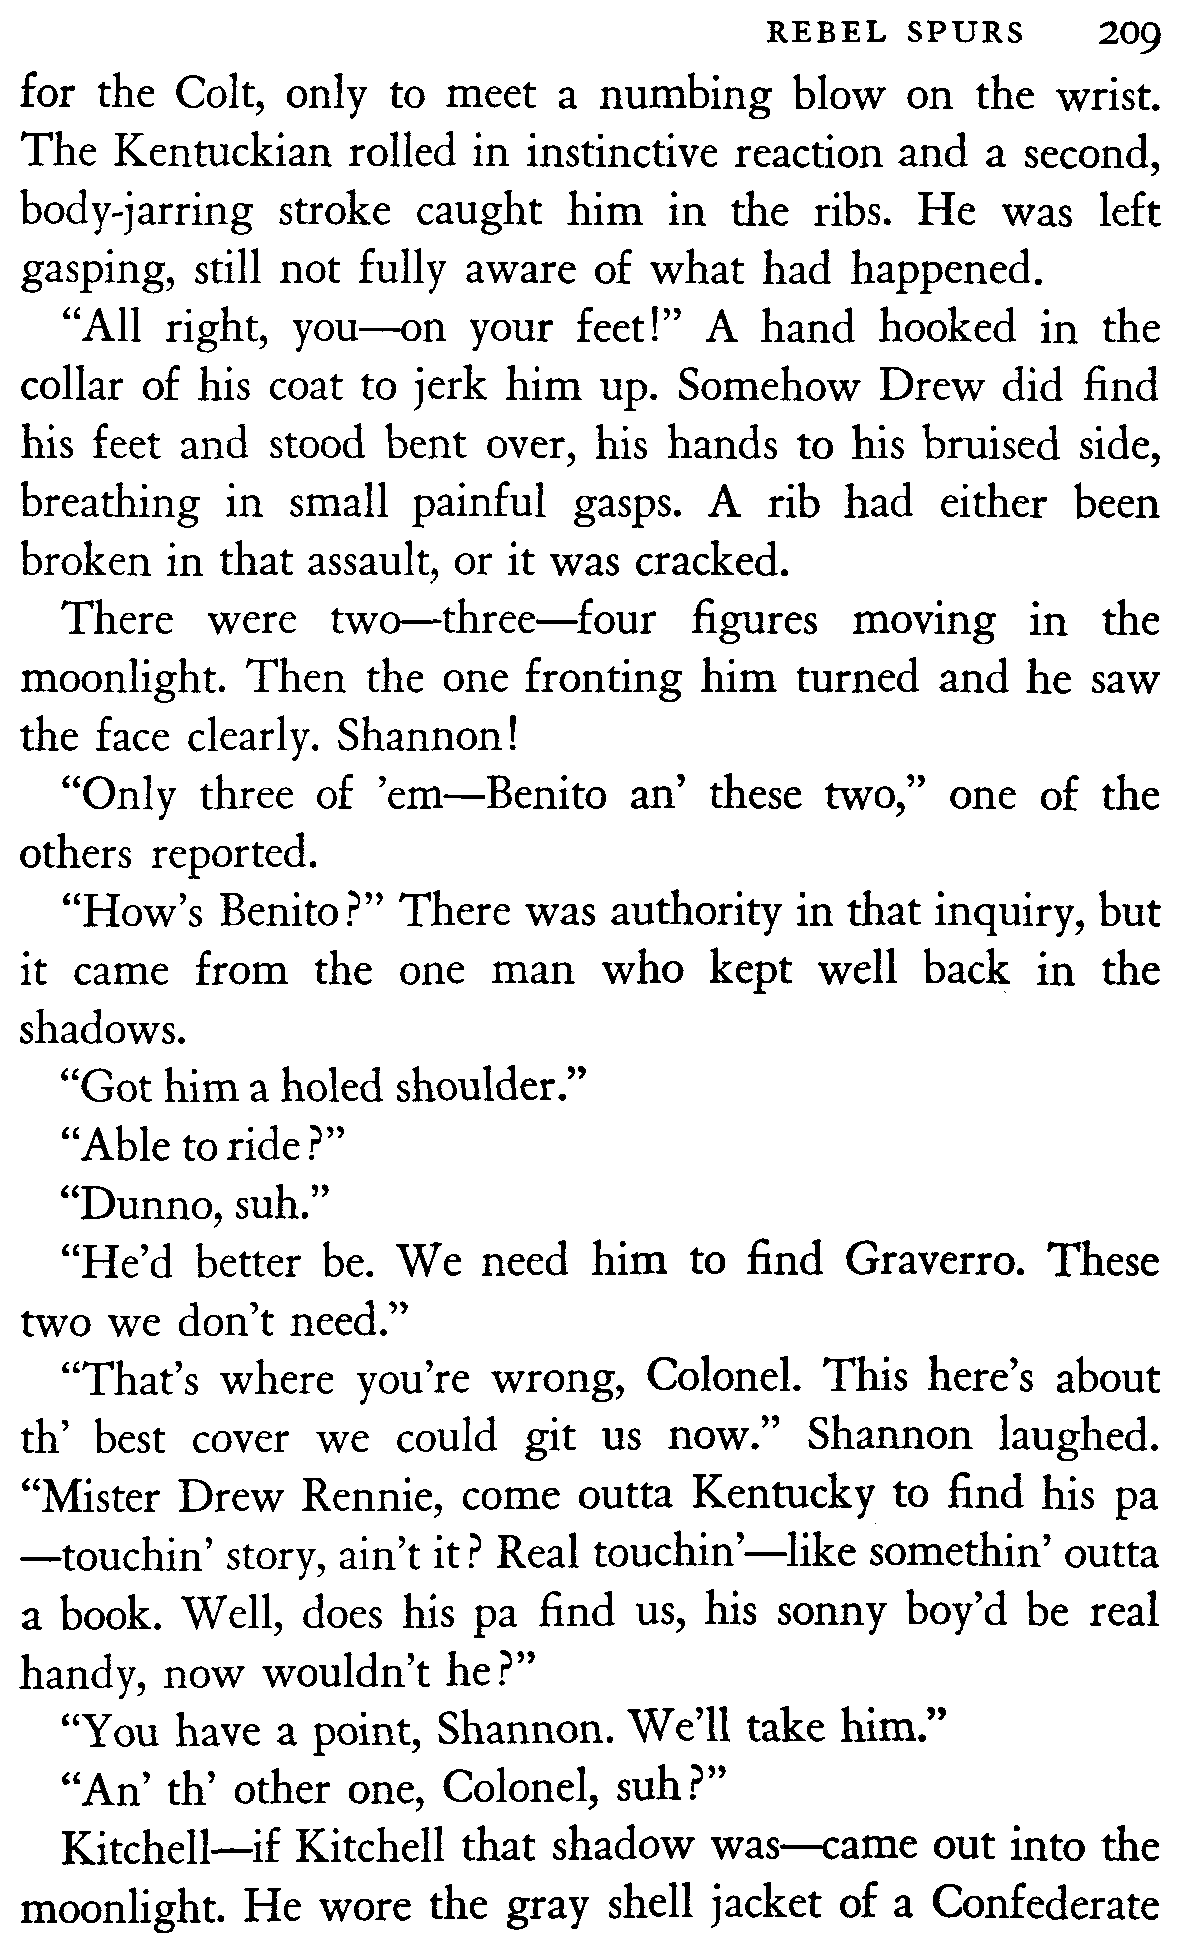 REBEL SPURS 209
for the Colt, only to meet a numbing blow on the wrist.
The Kentuckian rolled in instinctive reaction and a second,
body-jarring stroke caught him in the ribs. He was left
gasping, still not fully aware of what had happened.
“All right, you—on your feet!” A hand hooked in the
collar of his coat to jerk him up. Somehow Drew did find
his feet and stood bent over, his hands to his bruised side,
breathing in small painful gasps. A rib had either been
broken in that assault, or it was cracked.
There were two—three—four figures moving in the
moonlight. Then the one fronting him turned and he saw
the face clearly. Shannon!
“Only three of ’em—Benito an’ these two,” one of the
others reported.
“How’s Benito?” There was authority in that inquiry, but
it came from the one man who kept well back in the
shadows.
“Got him a holed shoulder.”
“Able to ride?”
“Dunno, suh.”
“He’d better be. We need him to find Graverro. These
two we don’t need.”
“That’s where you’re wrong, Colonel. This here’s about
th’ best cover we could git us now.” Shannon laughed.
“Mister Drew Rennie, come outta Kentucky to find his pa
—touchin’ story, ain’t it? Real touchin’—like somethin’ outta
a book. Well, does his pa find us, his sonny boy’d be real
handy, now wouldn’t he?”
“You have a point, Shannon. We’ll take him.”
“An’ th’ other one, Colonel, suh?”
Kitchell—if Kitchell that shadow was—came out into the
moonlight. He wore the gray shell jacket of a Confederate